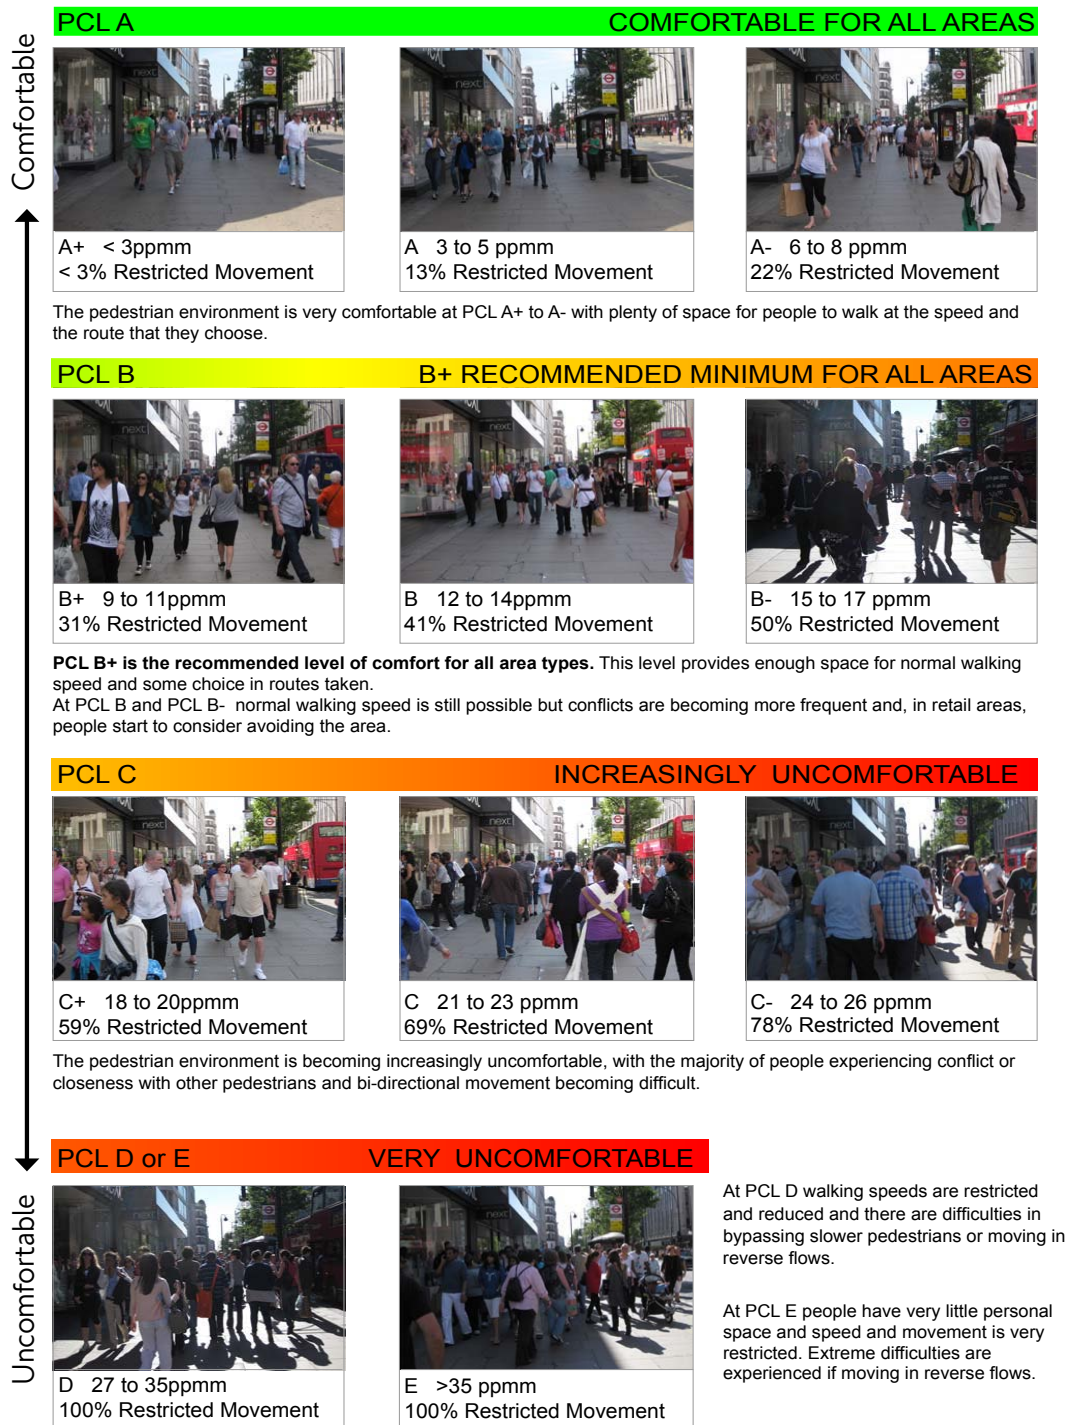 PCL A COMFORTABLE FOR ALL AREAS
Comfortable
next
next
next
A+ < 3ppmm
< 3% Restricted Movement
A 3 to 5 ppmm
13% Restricted Movement
A- 6 to 8 ppmm
22% Restricted Movement
The pedestrian environment is very comfortable at PCL A+ to A- with plenty of space for people to walk at the speed and
the route that they choose.
PCL B B+ RECOMMENDED MINIMUM FOR ALL AREAS
next
next
next
B+ 9 to 11ppmm
31% Restricted Movement
B 12 to 14ppmm
41% Restricted Movement
B- 15 to 17 ppmm
50% Restricted Movement
PCL B+ is the recommended level of comfort for all area types. This level provides enough space for normal walking
speed and some choice in routes taken.
At PCL B and PCL B- normal walking speed is still possible but conflicts are becoming more frequent and, in retail areas,
people start to consider avoiding the area.
PCL C INCREASINGLY UNCOMFORTABLE
next
next
next
C+ 18 to 20ppmm
59% Restricted Movement
C 21 to 23 ppmm
69% Restricted Movement
C- 24 to 26 ppmm
78% Restricted Movement
The pedestrian environment is becoming increasingly uncomfortable, with the majority of people experiencing conflict or
closeness with other pedestrians and bi-directional movement becoming difficult.
PCL D or E VERY UNCOMFORTABLE
Uncomfortable
next
next
D 27 to 35ppmm
100% Restricted Movement
E >35 ppmm
100% Restricted Movement
At PCL D walking speeds are restricted
and reduced and there are difficulties in
bypassing slower pedestrians or moving in
reverse flows.
At PCL E people have very little personal
space and speed and movement is very
restricted. Extreme difficulties are
experienced if moving in reverse flows.